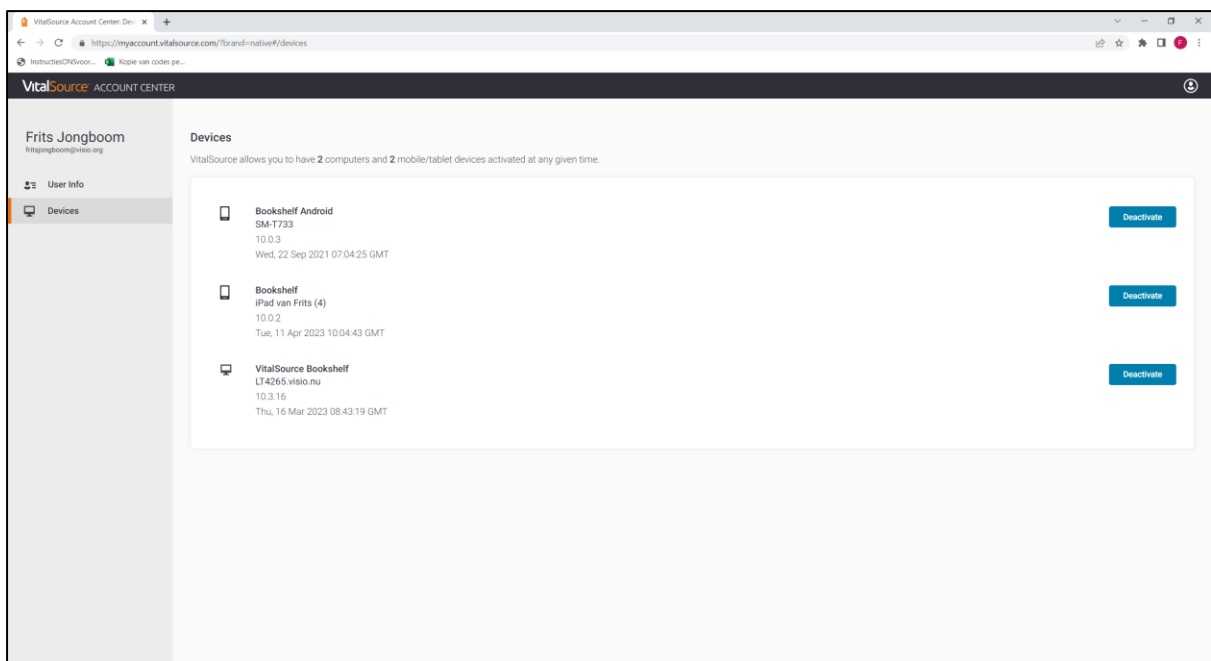 VitalSource Account Center: Dev
https://myaccount.vitalsource.com/?brand=native#/devices
F
InstructiesONSvoor... Kopie van codes pe...
VitalSource ACCOUNT CENTER
Frits Jongboom
fritsjongboom@visio.org
User Info
Devices
Devices
VitalSource allows you to have 2 computers and 2 mobile/tablet devices activated at any given time.
Bookshelf Android
SM-T733
10.0.3
Wed, 22 Sep 2021 07:04:25 GMT
Deactivate
Bookshelf
iPad van Frits (4)
10.0.2
Tue, 11 Apr 2023 10:04:43 GMT
Deactivate
VitalSource Bookshelf
LT4265.visio.nu
10.3.16
Thu, 16 Mar 2023 08:43:19 GMT
Deactivate